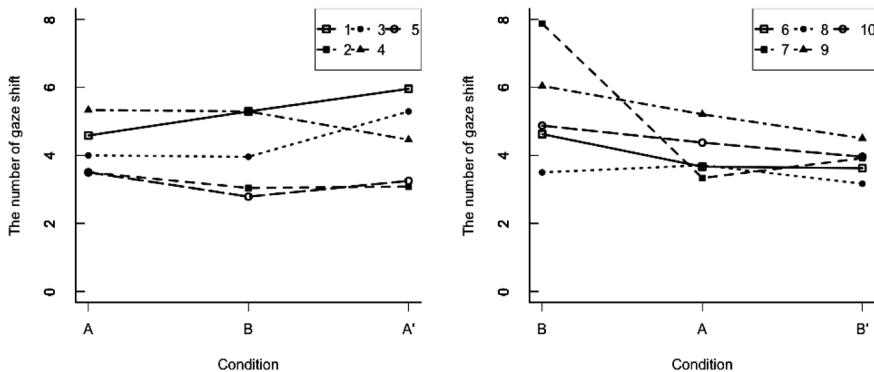 The number of gaze shift
8
6
4
2
0
1 3 5
2 4
A B A'
Condition
The number of gaze shift
8
6
4
2
0
6 8 10
7 9
B A B'
Condition